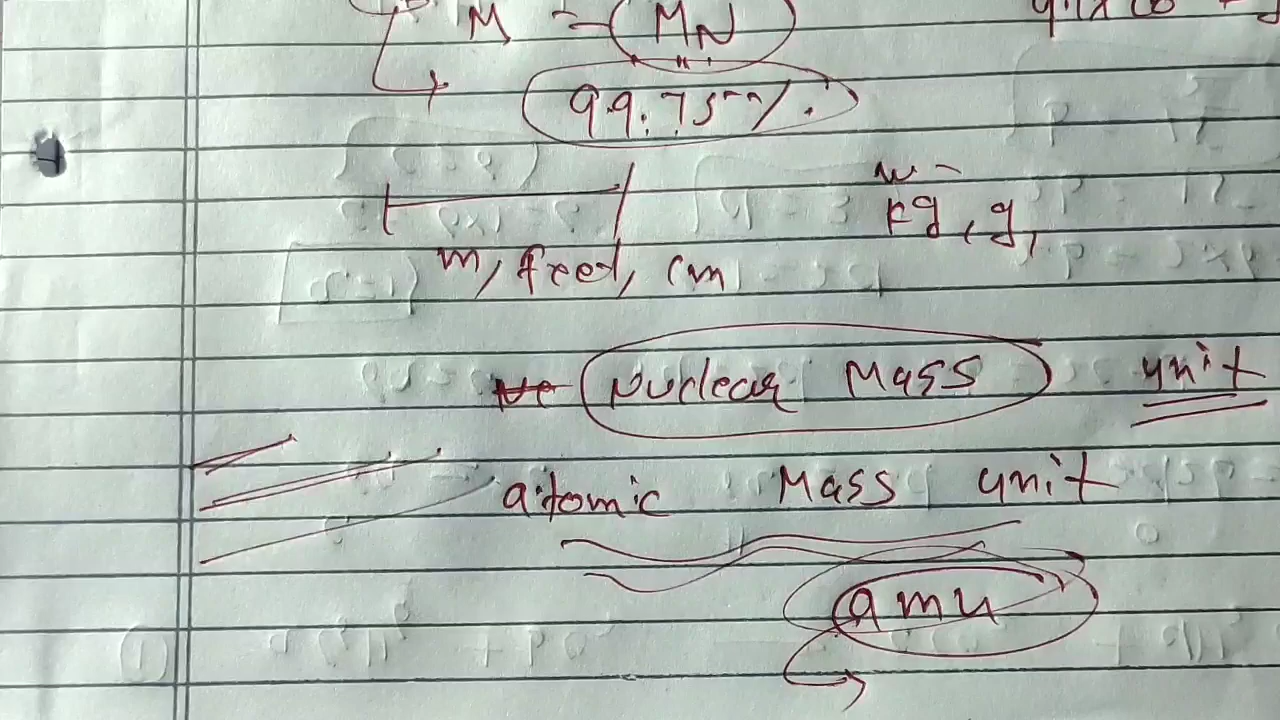 M = MN
99.75%.
w -
kg, g,
m, feet, cm
Nuclear Mass unit
atomic Mass unit
amu